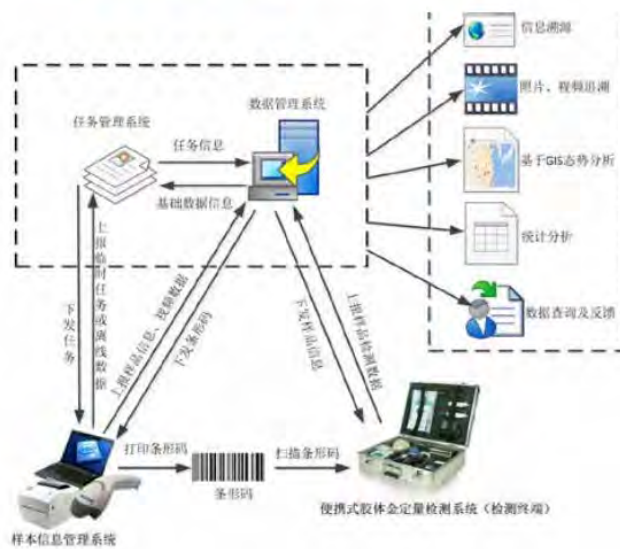 信息溯源
照片、视频追溯
基于GIS态势分析
统计分析
数据查询及反馈
数据管理系统
任务管理系统
任务信息
基础数据信息
下发任务
上报临时任务或离线数据
上报样品信息、视频数据
下发条形码
下发样品信息
上报样品检测数据
打印条形码
条形码
扫描条形码
样本信息管理系统
便携式胶体金定量检测系统（检测终端）